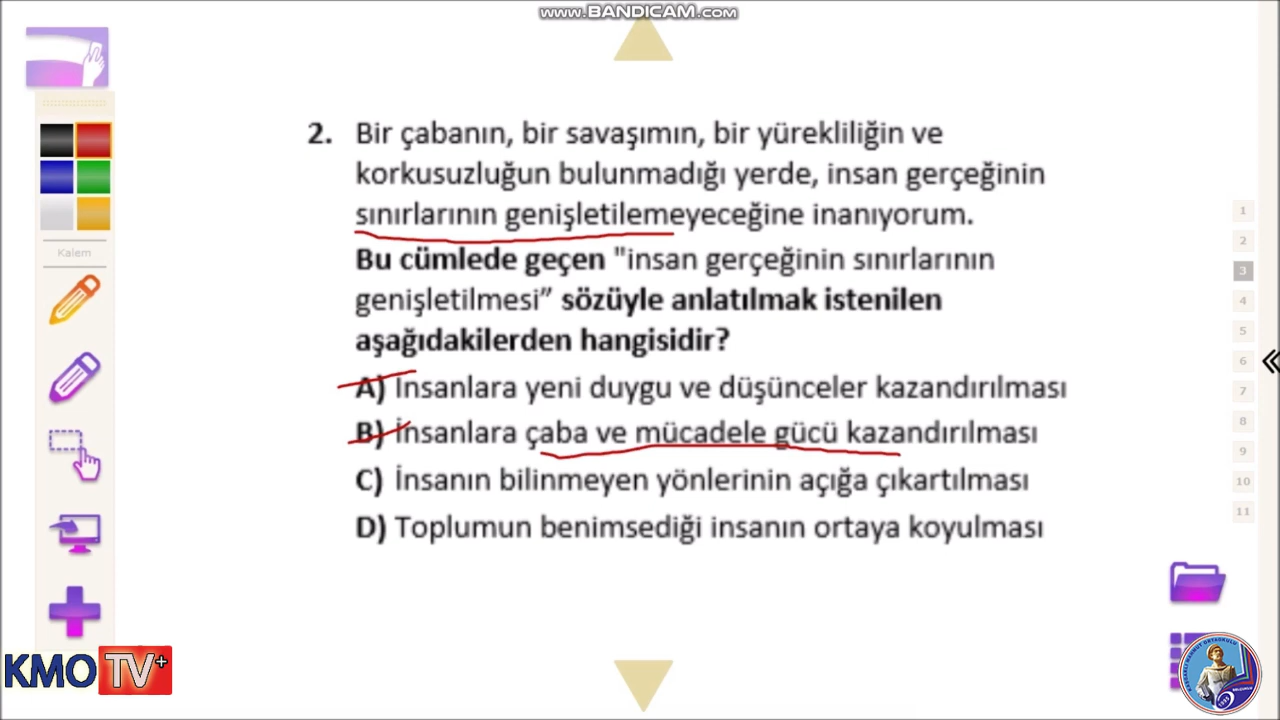 www.BANDICAM.com
2. Bir çabanın, bir savaşımın, bir yürekliliğin ve
korkusuzluğun bulunmadığı yerde, insan gerçeğinin
sınırlarının genişletilemeyeceğine inanıyorum.
Bu cümlede geçen "insan gerçeğinin sınırlarının
genişletilmesi” sözüyle anlatılmak istenilen
aşağıdakilerden hangisidir?
A) İnsanlara yeni duygu ve düşünceler kazandırılması
B) İnsanlara çaba ve mücadele gücü kazandırılması
C) İnsanın bilinmeyen yönlerinin açığa çıkartılması
D) Toplumun benimsediği insanın ortaya koyulması
Kalem
1
2
3
4
5
6
7
8
9
10
11
KMO TV+